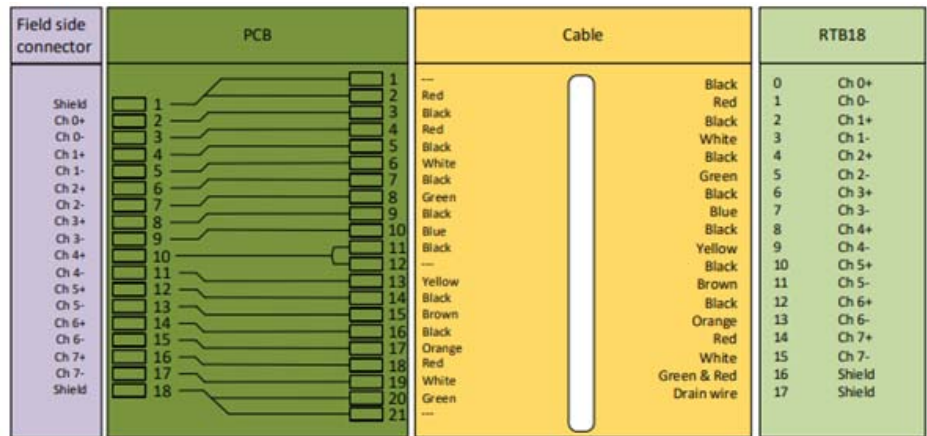 Field side connector PCB Cable RTB18
1 --- Black 0 Ch 0+
2 Red Red 1 Ch 0-
Shield 1 3 Black Black 2 Ch 1+
Ch 0+ 2 4 Red White 3 Ch 1-
Ch 0- 3 5 Black Black 4 Ch 2+
Ch 1+ 4 6 White Green 5 Ch 2-
Ch 1- 5 7 Black Black 6 Ch 3+
Ch 2+ 6 8 Green Blue 7 Ch 3-
Ch 2- 7 9 Black Black 8 Ch 4+
Ch 3+ 8 10 Blue Yellow 9 Ch 4-
Ch 3- 9 11 Black Black 10 Ch 5+
Ch 4+ 10 12 --- Brown 11 Ch 5-
Ch 4- 11 13 Yellow Black 12 Ch 6+
Ch 5+ 12 14 Black Orange 13 Ch 6-
Ch 5- 13 15 Brown Red 14 Ch 7+
Ch 6+ 14 16 Black White 15 Ch 7-
Ch 6- 15 17 Orange Green & Red 16 Shield
Ch 7+ 16 18 Red Drain wire 17 Shield
Ch 7- 17 19 White
Shield 18 20 Green
21 ---